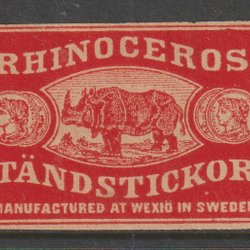 RHINOCEROS
TÄNDSTICKOR
MANUFACTURED AT WEXIÖ IN SWEDEN